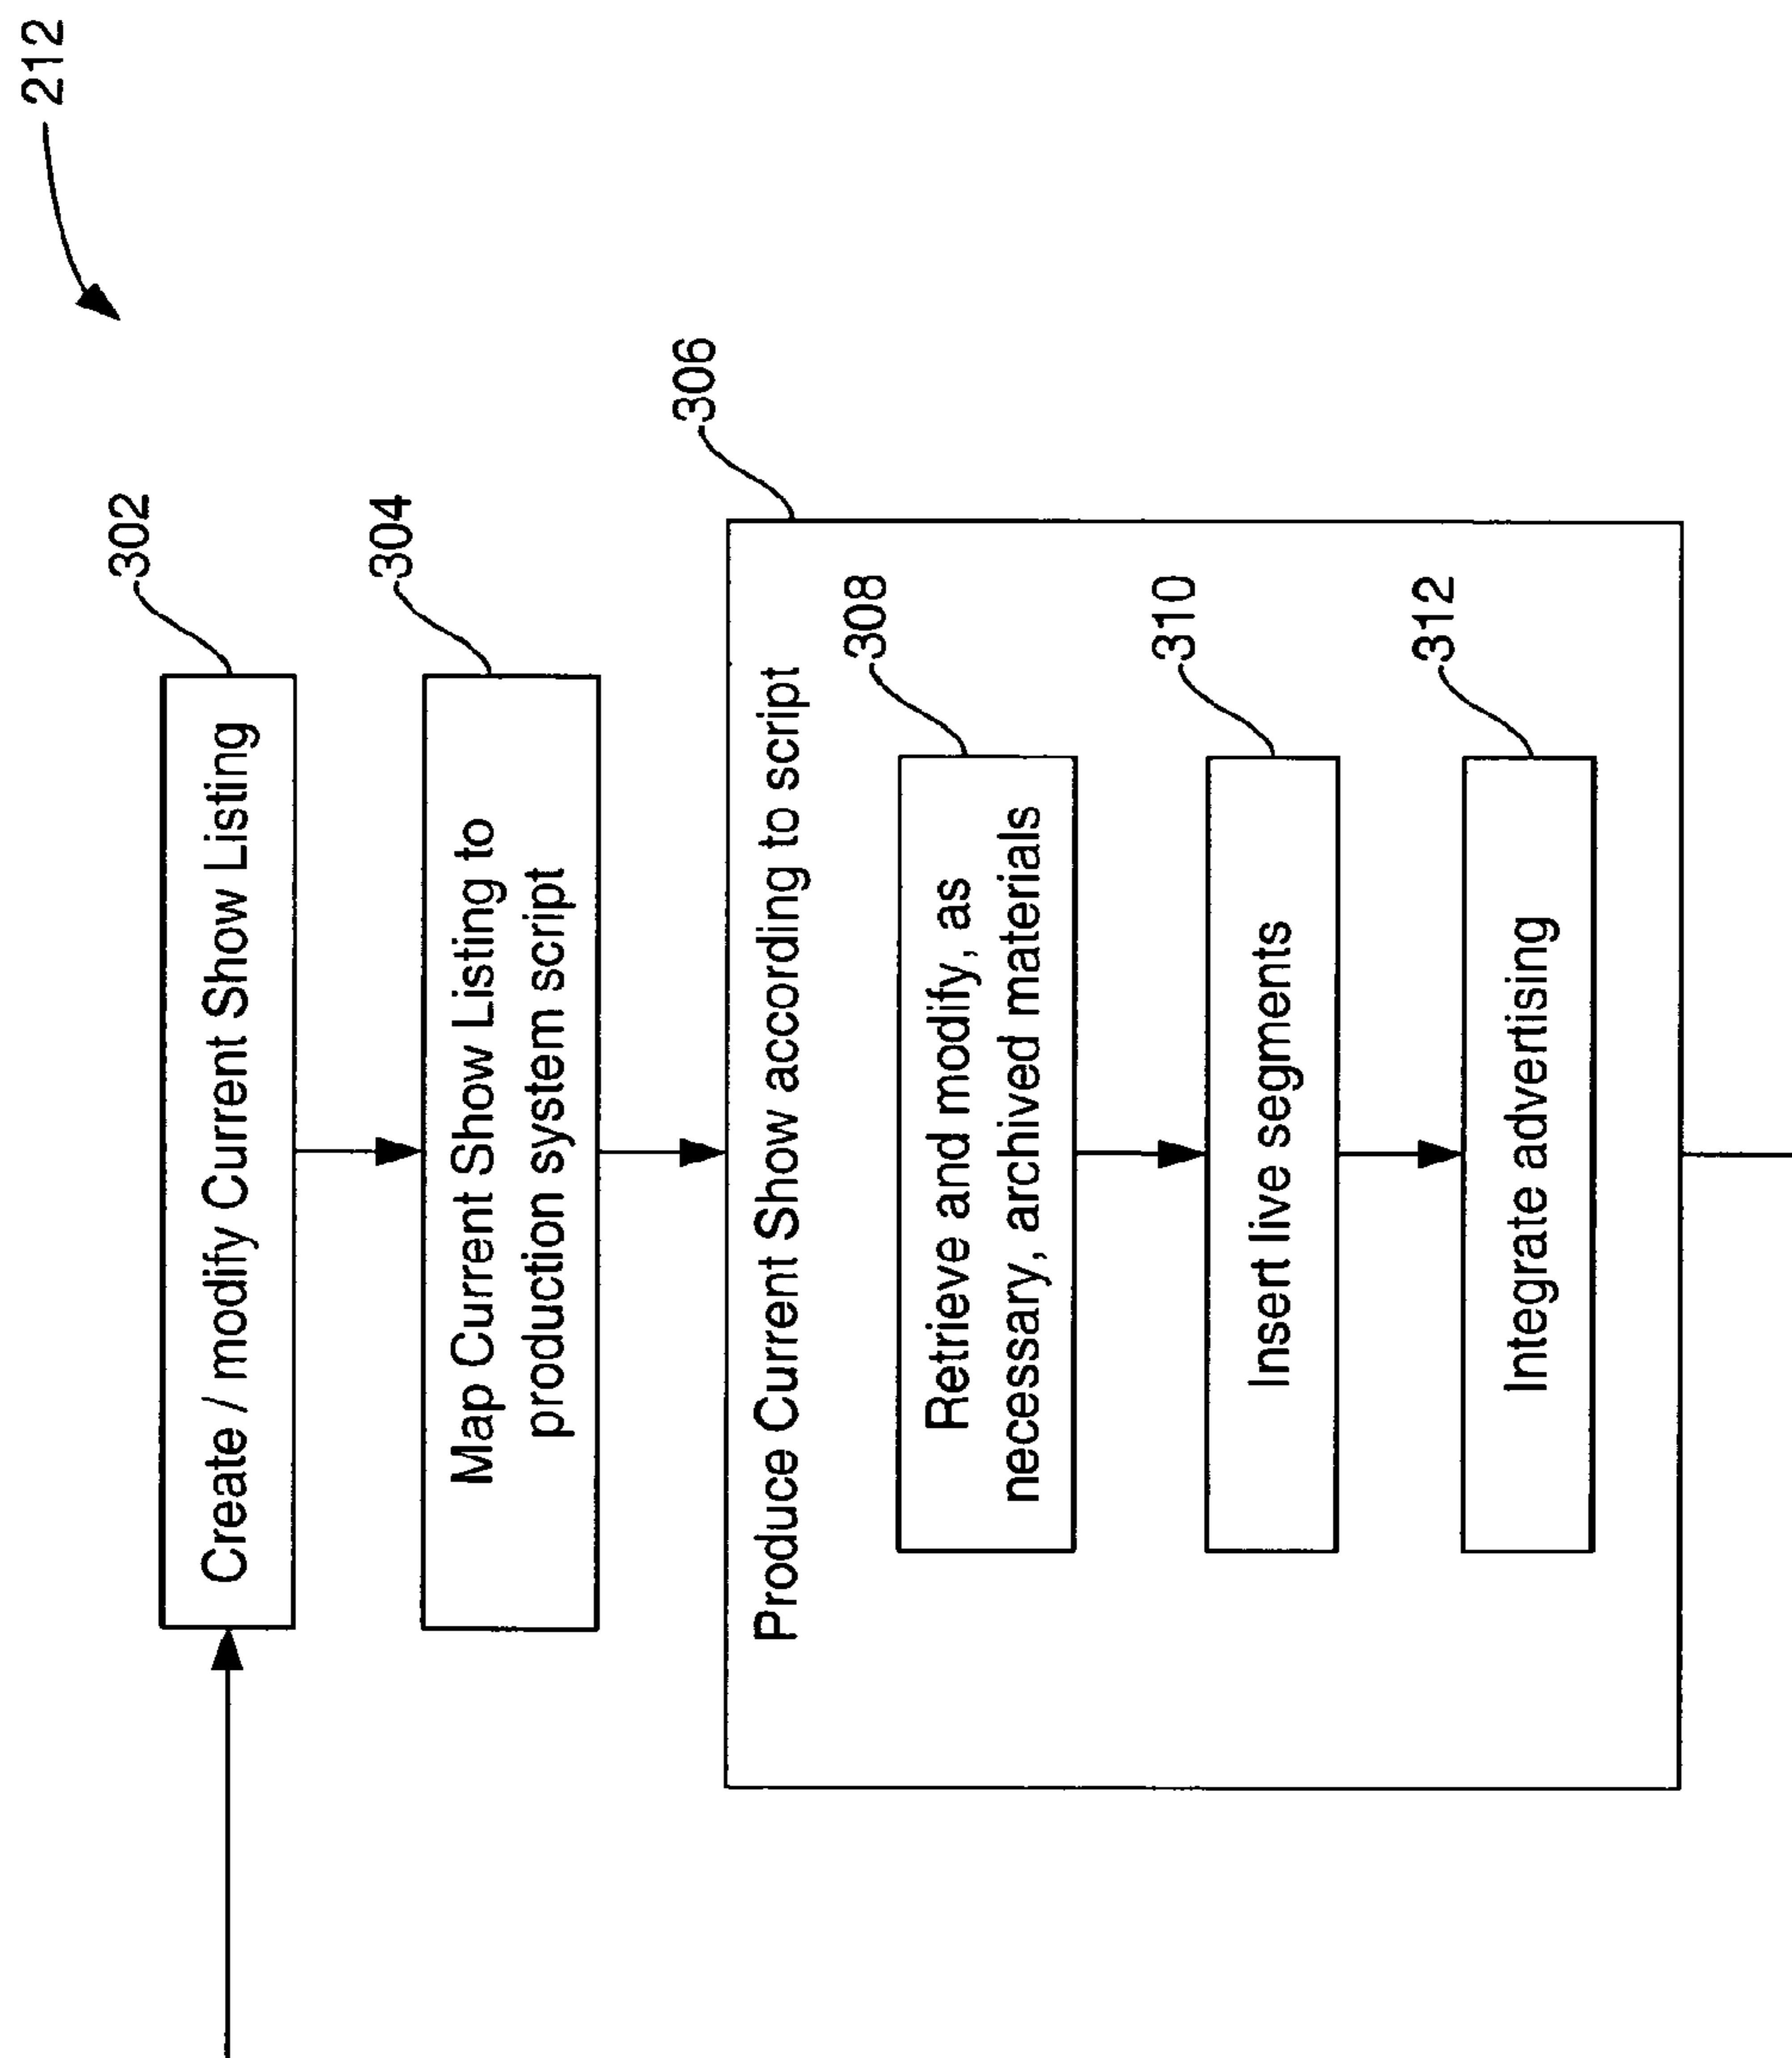 212
302
Create / modify Current Show Listing
304
Map Current Show Listing to
production system script
306
Produce Current Show according to script
308
Retrieve and modify, as
necessary, archived materials
310
Insert live segments
312
Integrate advertising